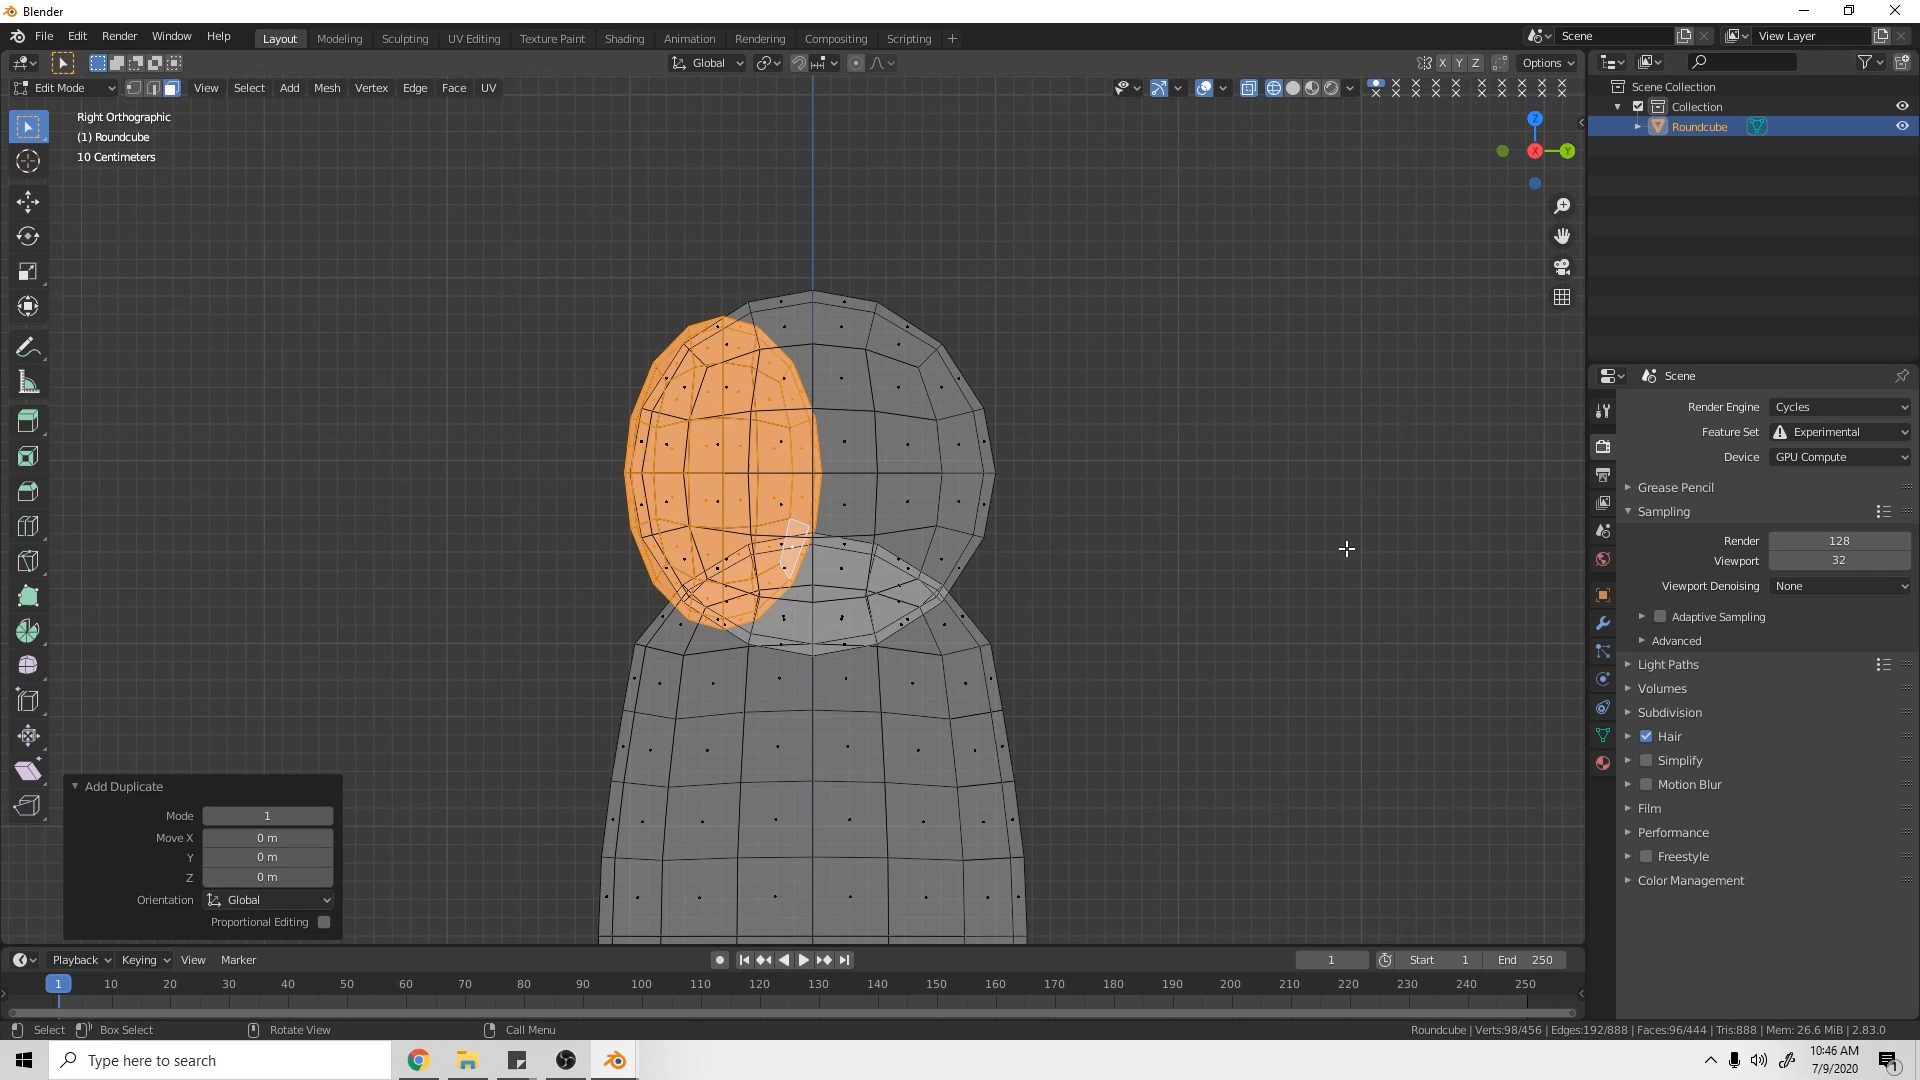 Blender
File Edit Render Window Help Layout Modeling Sculpting UV Editing Texture Paint Shading Animation Rendering Compositing Scripting + Scene View Layer
Global X Y Z Options
Edit Mode View Select Add Mesh Vertex Edge Face UV
Right Orthographic
(1) Roundcube
10 Centimeters
Z
X
Y
Scene Collection
Collection
Roundcube
Scene
Render Engine Cycles
Feature Set Experimental
Device GPU Compute
Grease Pencil
Sampling
Render 128
Viewport 32
Viewport Denoising None
Adaptive Sampling
Advanced
Light Paths
Volumes
Subdivision
Hair
Simplify
Motion Blur
Film
Performance
Freestyle
Color Management
Add Duplicate
Mode 1
Move X 0 m
Y 0 m
Z 0 m
Orientation Global
Proportional Editing
Playback Keying View Marker 1 Start 1 End 250
1 10 20 30 40 50 60 70 80 90 100 110 120 130 140 150 160 170 180 190 200 210 220 230 240 250
Select Box Select Rotate View Call Menu Roundcube | Verts:98/456 | Edges:192/888 | Faces:96/444 | Tris:888 | Mem: 26.6 MiB | 2.83.0
Type here to search
10:46 AM
7/9/2020
1